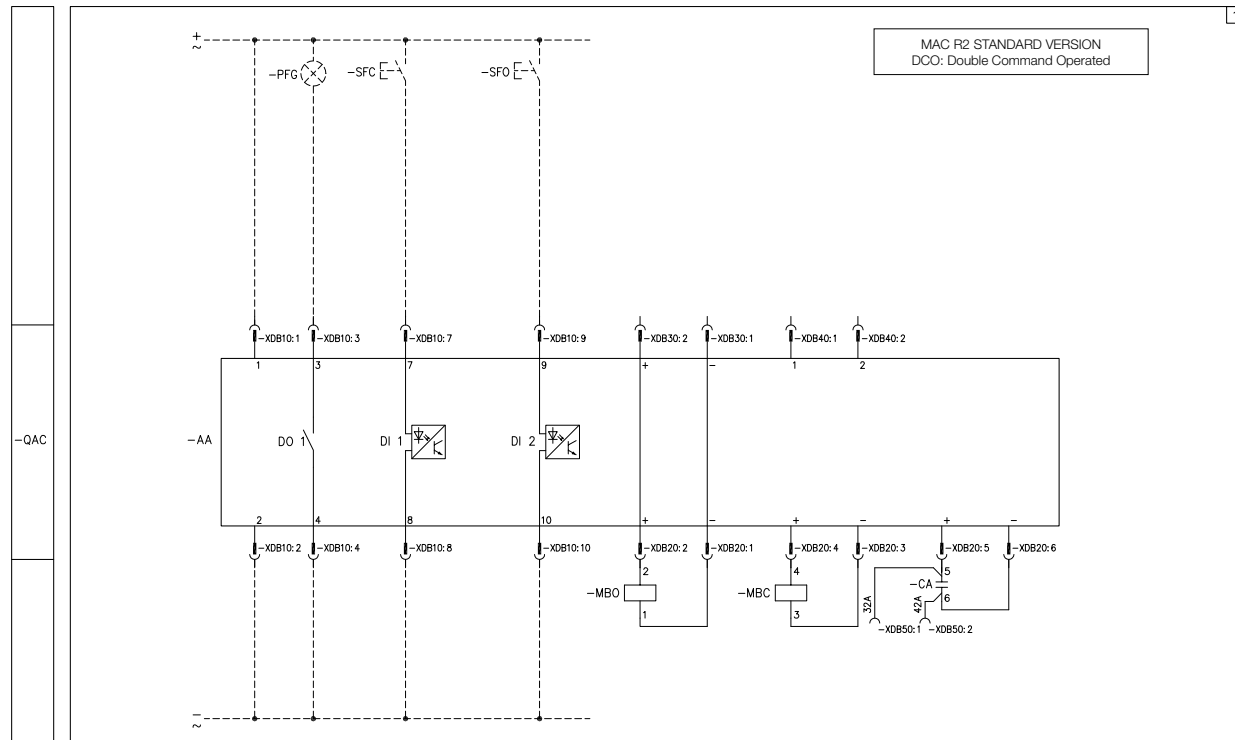 MAC R2 STANDARD VERSION
DCO: Double Command Operated
+
~
-PFG
-SFC
-SFO
-XDB10:1
-XDB10:3
-XDB10:7
-XDB10:9
-XDB30:2
-XDB30:1
-XDB40:1
-XDB40:2
1
3
7
9
+
-
1
2
-QAC
-AA
DO 1
DI 1
DI 2
2
4
8
10
+
-
+
-
+
-
-XDB10:2
-XDB10:4
-XDB10:8
-XDB10:10
-XDB20:2
-XDB20:1
-XDB20:4
-XDB20:3
-XDB20:5
-XDB20:6
2
4
5
-MBO
-MBC
-CA
1
3
6
32A
42A
-XDB50:1
-XDB50:2
-
~